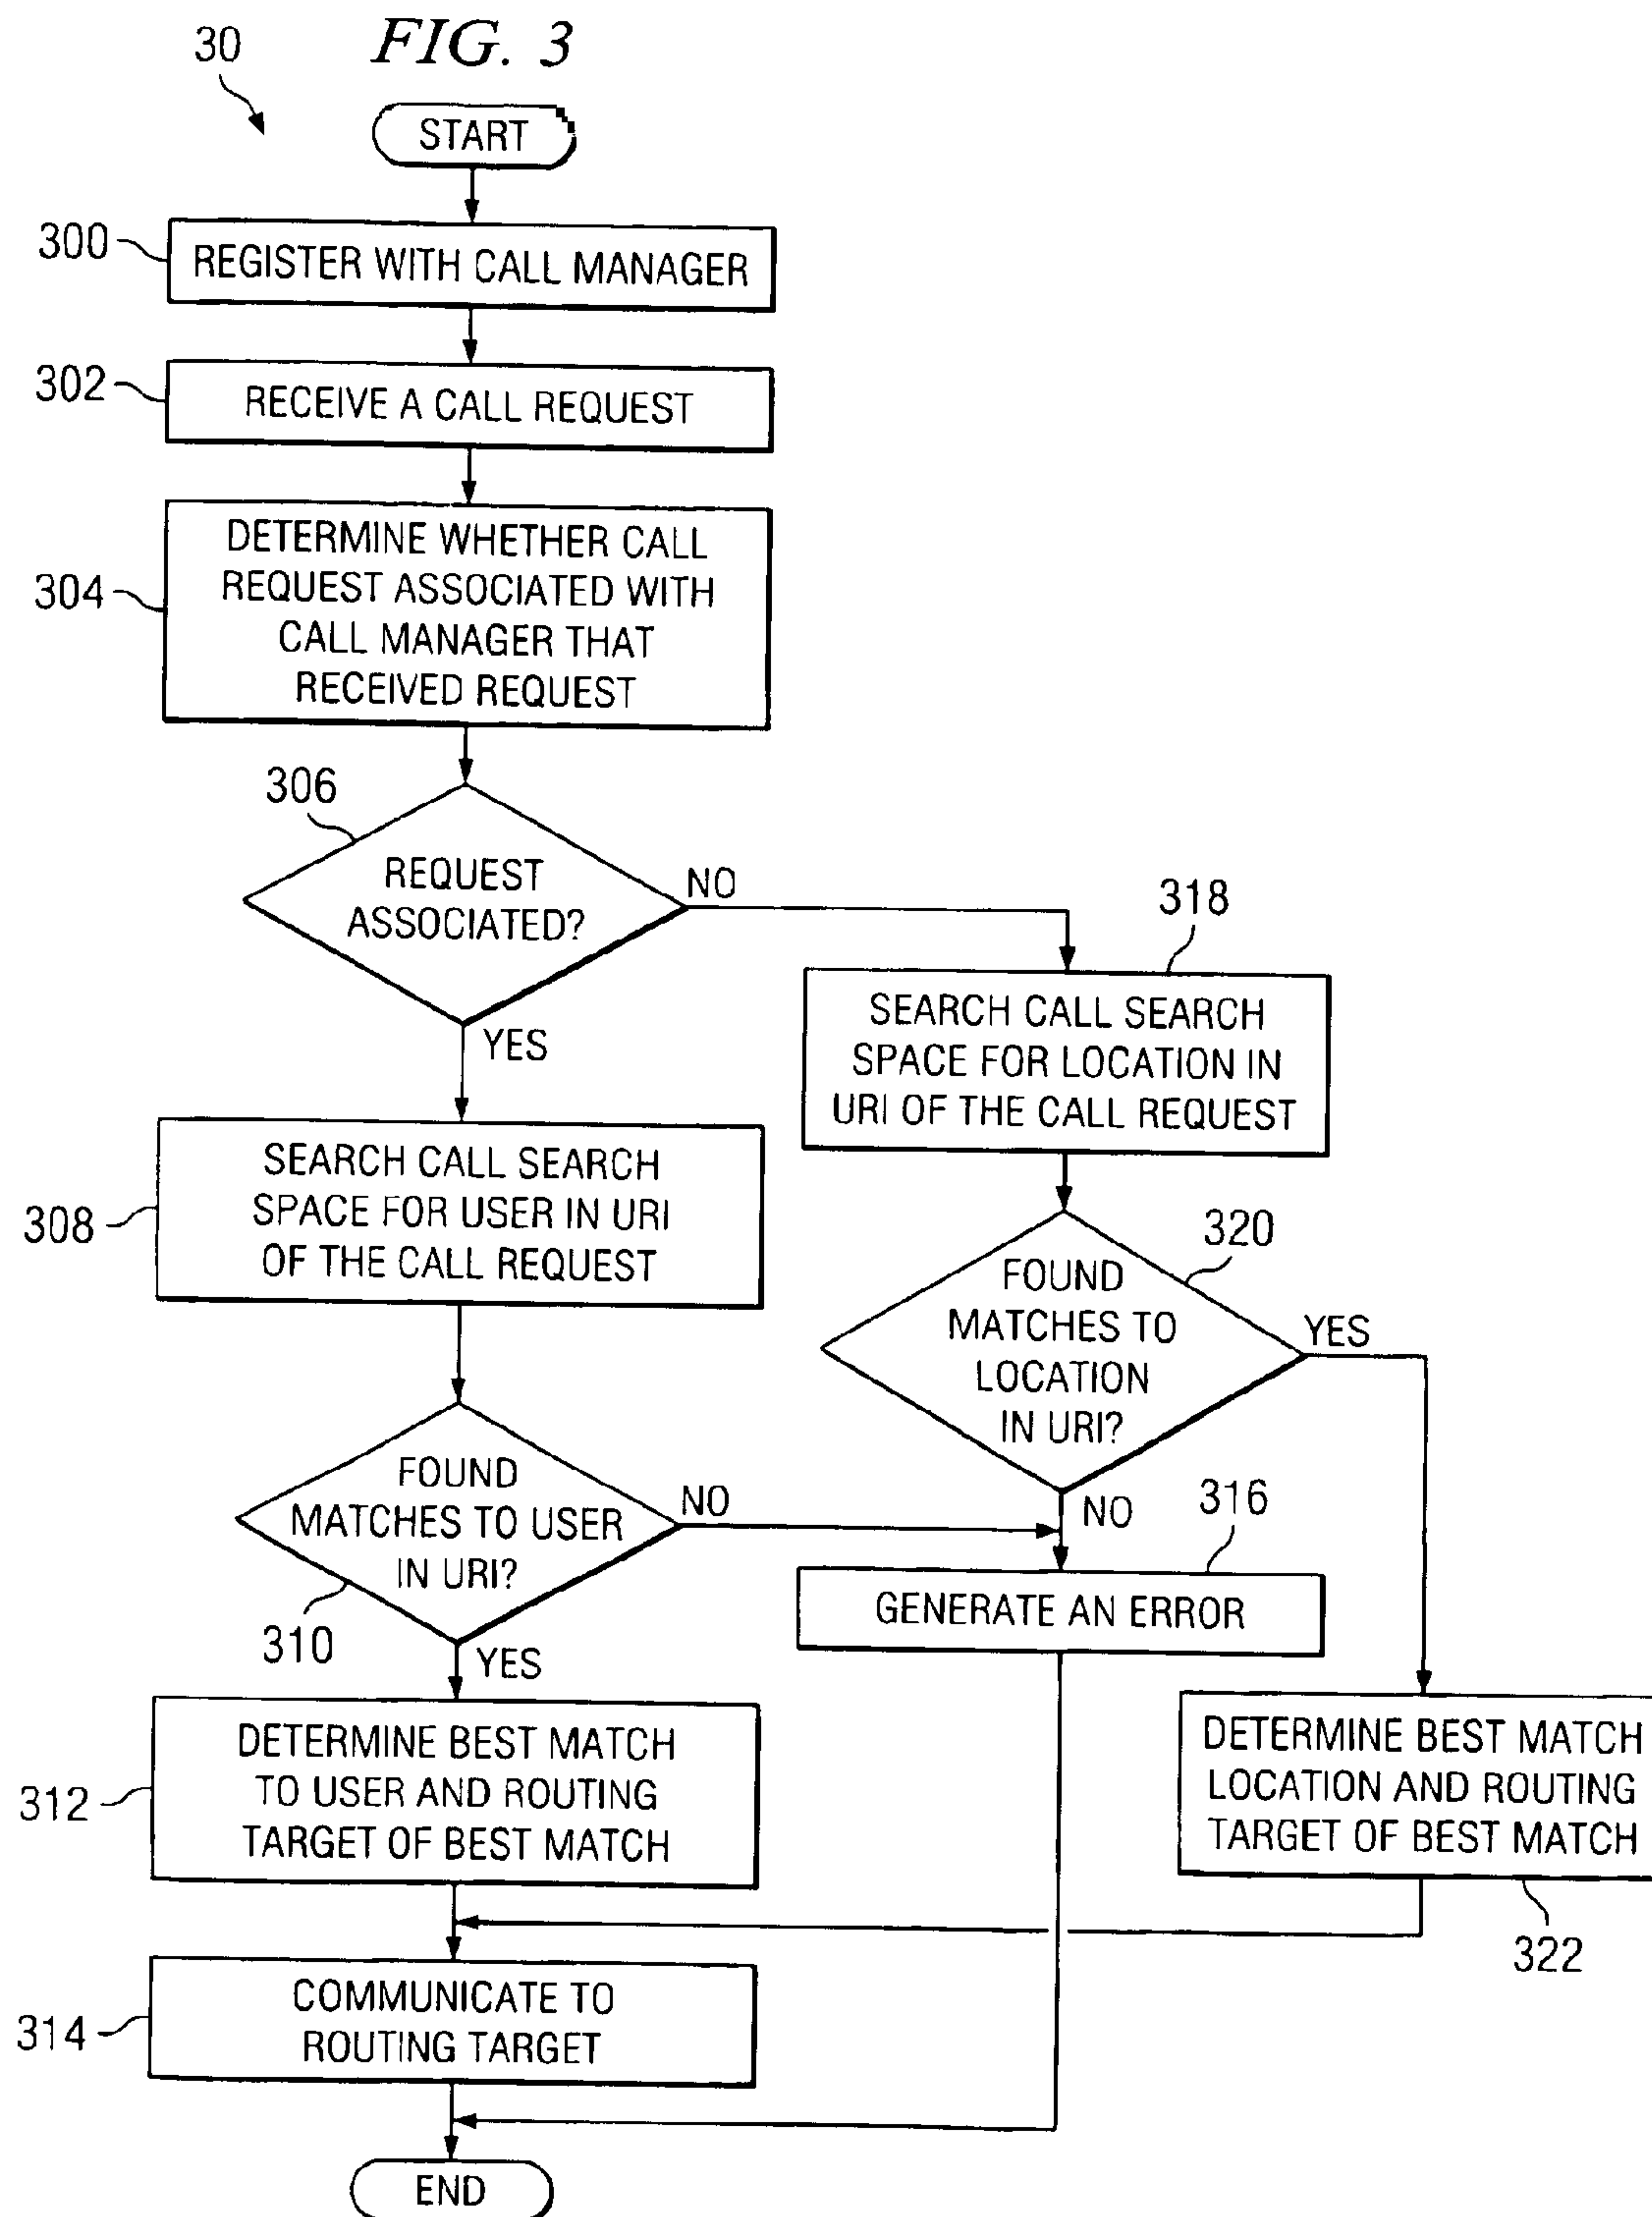 30
FIG. 3
START
300
REGISTER WITH CALL MANAGER
302
RECEIVE A CALL REQUEST
304
DETERMINE WHETHER CALL
REQUEST ASSOCIATED WITH
CALL MANAGER THAT
RECEIVED REQUEST
306
REQUEST
ASSOCIATED?
NO
YES
318
SEARCH CALL SEARCH
SPACE FOR LOCATION IN
URI OF THE CALL REQUEST
308
SEARCH CALL SEARCH
SPACE FOR USER IN URI
OF THE CALL REQUEST
320
FOUND
MATCHES TO
LOCATION
IN URI?
YES
NO
310
FOUND
MATCHES TO USER
IN URI?
NO
YES
316
GENERATE AN ERROR
312
DETERMINE BEST MATCH
TO USER AND ROUTING
TARGET OF BEST MATCH
DETERMINE BEST MATCH
LOCATION AND ROUTING
TARGET OF BEST MATCH
322
314
COMMUNICATE TO
ROUTING TARGET
END